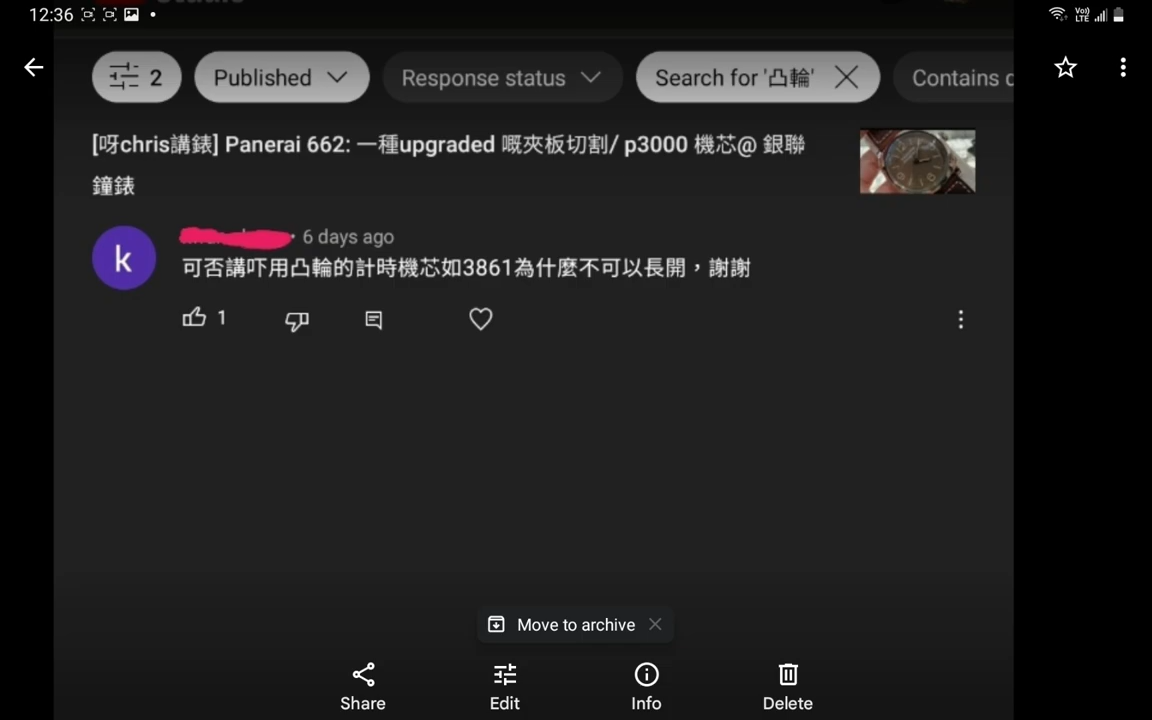 12:36
2
Published
Response status
Search for '凸輪'
Contains
[呀chris講錶] Panerai 662: 一種upgraded 嘅夾板切割/ p3000 機芯@ 銀聯
鐘錶
k
• 6 days ago
可否講吓用凸輪的計時機芯如3861為什麼不可以長開，謝謝
1
Move to archive
Share
Edit
Info
Delete